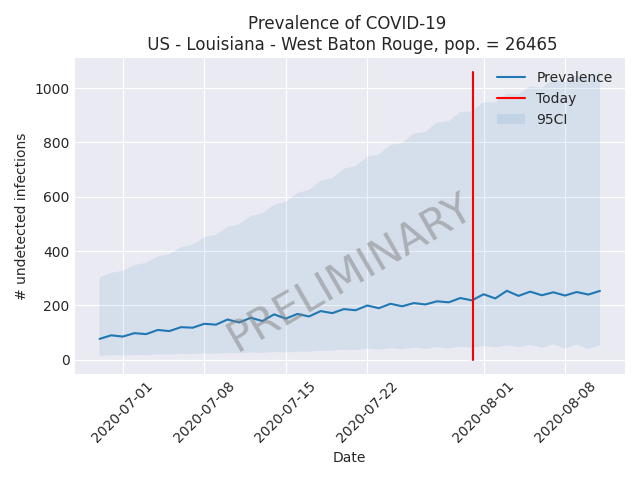 Prevalence of COVID-19
US - Louisiana - West Baton Rouge, pop. = 26465
# undetected infections
1000
800
600
400
200
0
Prevalence
Today
95CI
PRELIMINARY
2020-07-01
2020-07-08
2020-07-15
2020-07-22
2020-08-01
2020-08-08
Date